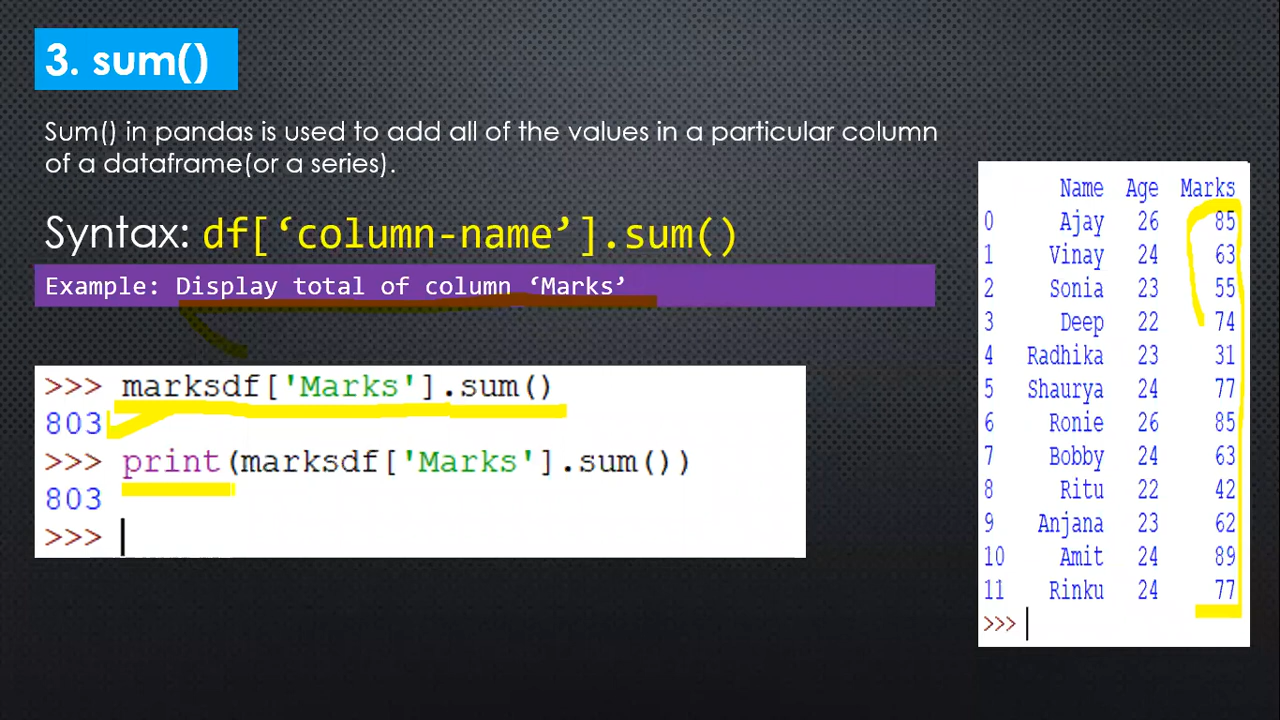 3. sum()
Sum() in pandas is used to add all of the values in a particular column
of a dataframe(or a series).
Syntax: df[‘column-name’].sum()
Example: Display total of column ‘Marks’
>>> marksdf['Marks'].sum()
803
>>> print(marksdf['Marks'].sum())
803
>>>
Name Age Marks
0 Ajay 26 85
1 Vinay 24 63
2 Sonia 23 55
3 Deep 22 74
4 Radhika 23 31
5 Shaurya 24 77
6 Ronie 26 85
7 Bobby 24 63
8 Ritu 22 42
9 Anjana 23 62
10 Amit 24 89
11 Rinku 24 77
>>>